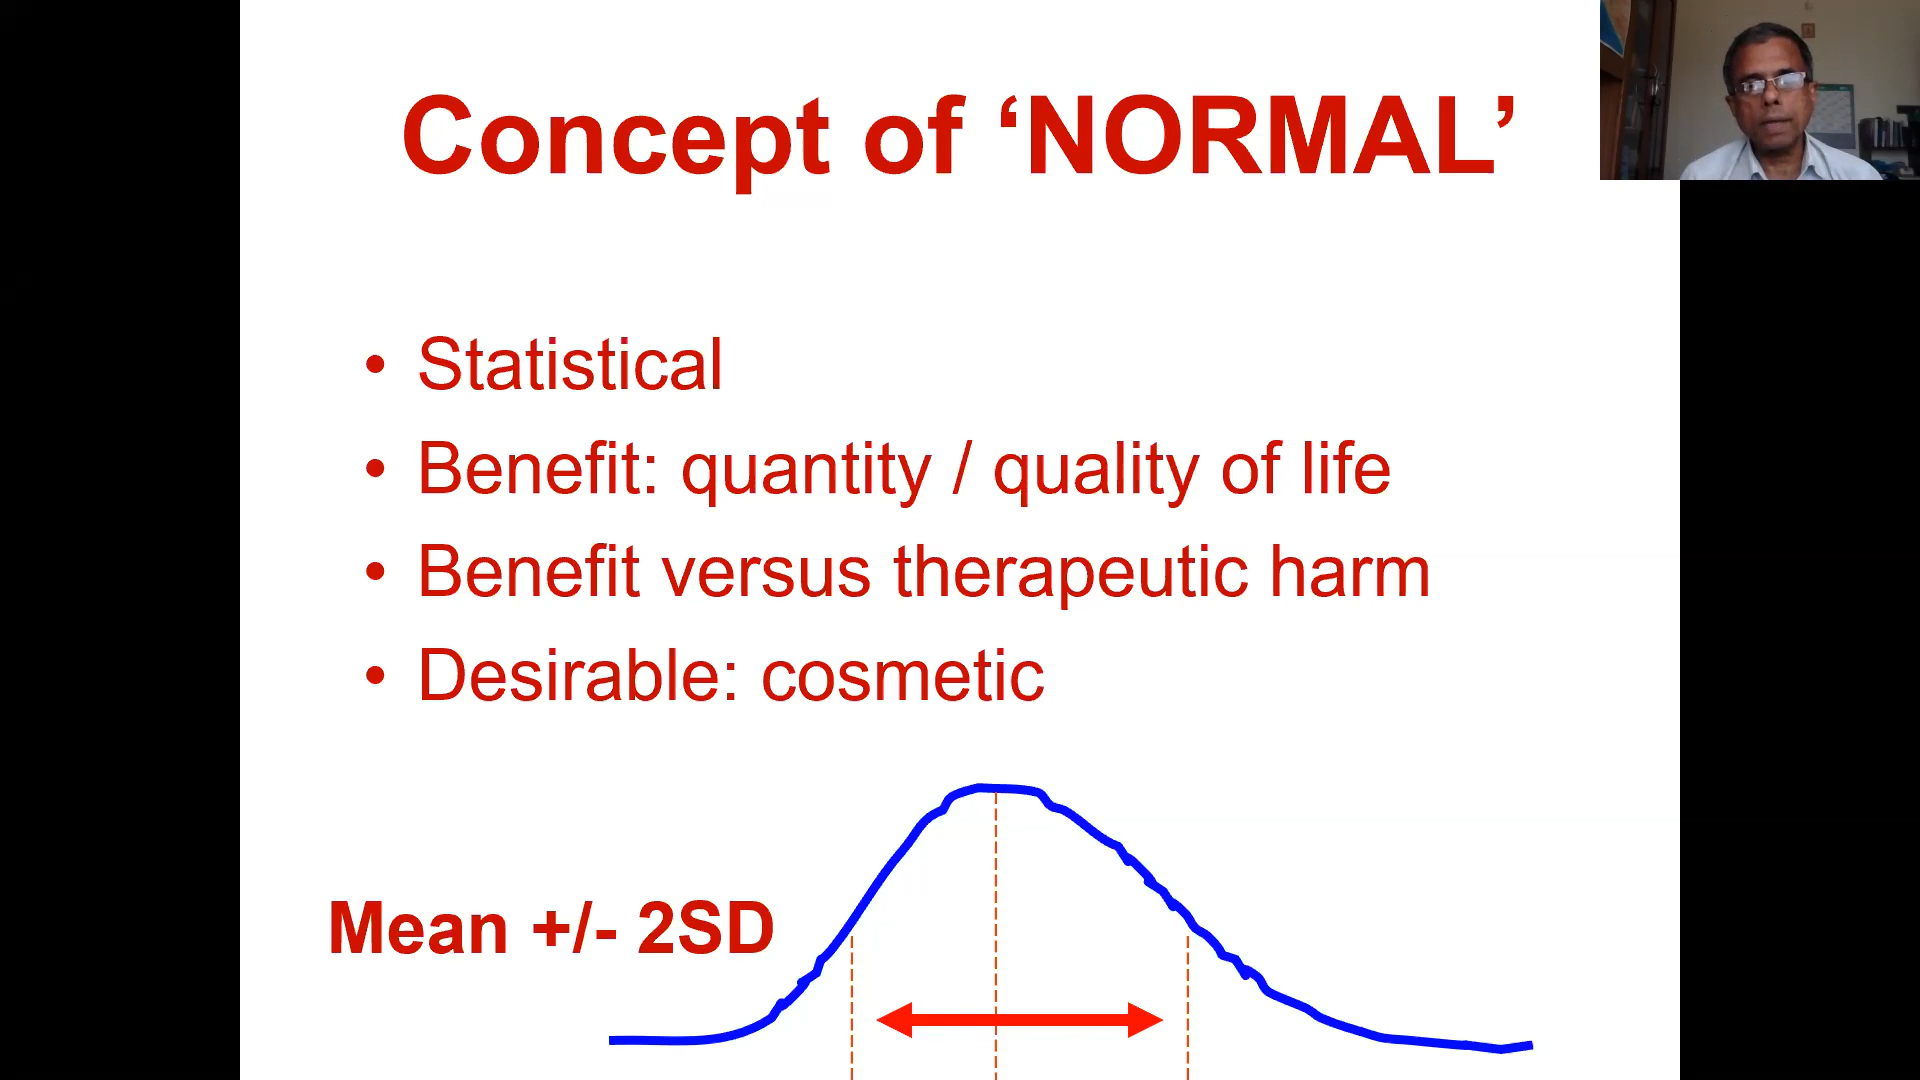 Concept of ‘NORMAL’
• Statistical
• Benefit: quantity / quality of life
• Benefit versus therapeutic harm
• Desirable: cosmetic
Mean +/- 2SD